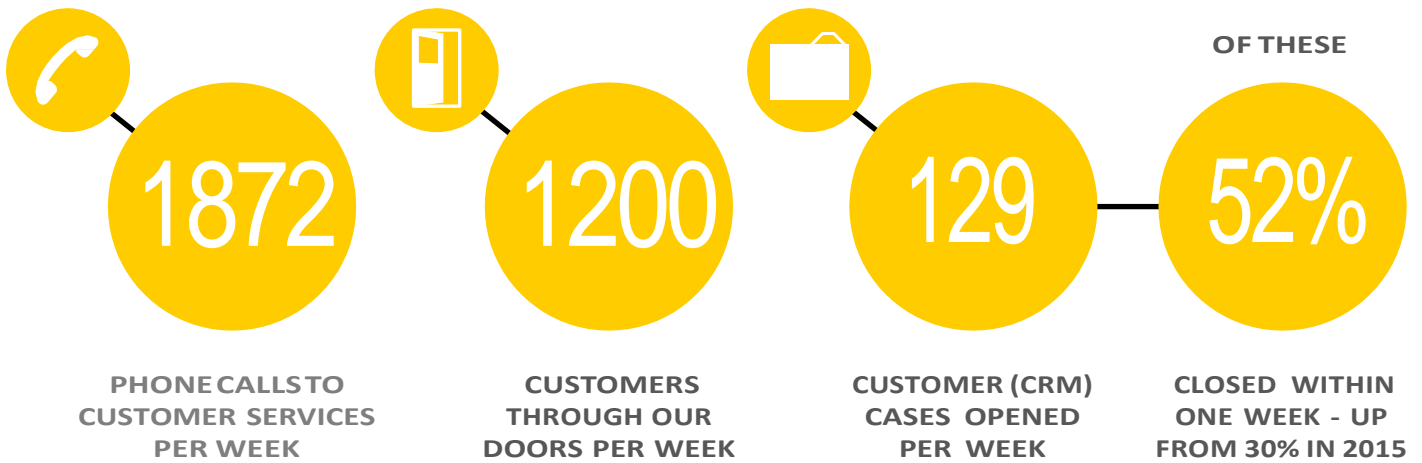 OF THESE
1872
1200
129
52%
PHONE CALLS TO
CUSTOMER SERVICES
PER WEEK
CUSTOMERS
THROUGH OUR
DOORS PER WEEK
CUSTOMER (CRM)
CASES OPENED
PER WEEK
CLOSED WITHIN
ONE WEEK - UP
FROM 30% IN 2015